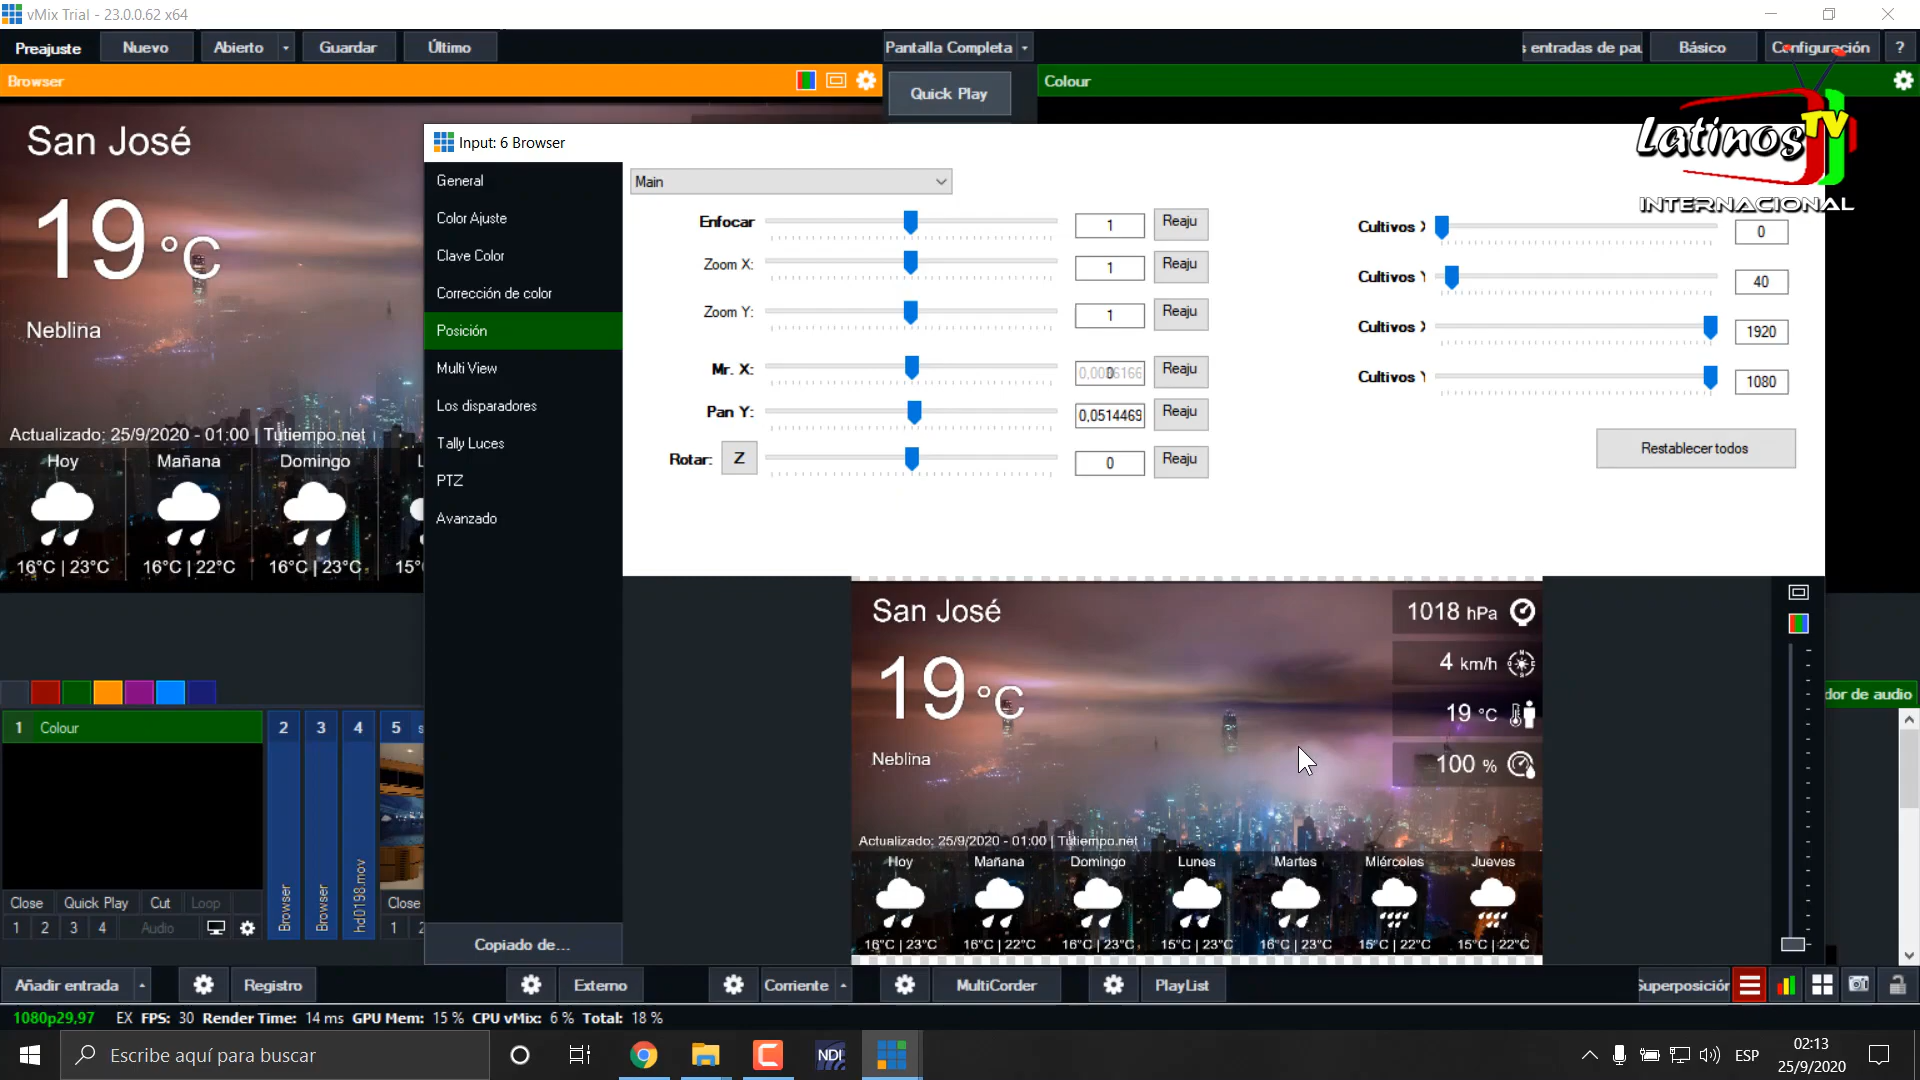 vMix Trial - 23.0.0.62 x64
Preajuste Nuevo Abierto Guardar Último Pantalla Completa Básico Configuración ?
s entradas de pau
Browser
Quick Play
Colour
Latinos TV
INTERNACIONAL
San José
19 °C
Neblina
Actualizado: 25/9/2020 - 01:00 | Tutiempo.net
Hoy Mañana Domingo L
16°C | 23°C 16°C | 22°C 16°C | 23°C 15°
Input: 6 Browser
General
Color Ajuste
Clave Color
Corrección de color
Posición
Multi View
Los disparadores
Tally Luces
PTZ
Avanzado
Copiado de...
Main
Enfocar 1 Reaju
Zoom X: 1 Reaju
Zoom Y: 1 Reaju
Mr. X: Reaju
Pan Y: 0,0514469 Reaju
Rotar: Z 0 Reaju
Cultivos X 0
Cultivos Y 40
Cultivos X 1920
Cultivos Y 1080
Restablecer todos
San José
19 °C
Neblina
1018 hPa
4 km/h
19 °C
100 %
Actualizado: 25/9/2020 - 01:00 | Tutiempo.net
Hoy Mañana Domingo Lunes Martes Miércoles Jueves
16°C | 23°C 16°C | 22°C 16°C | 23°C 15°C | 23°C 16°C | 23°C 15°C | 22°C 15°C | 22°C
dor de audio
1 Colour 2 3 4 5 s
Browser
Browser
hd0198.mov
Close Quick Play Cut Loop Close
1 2 3 4 Audio 1 2
Añadir entrada Registro Externo Corriente MultiCorder PlayList Superposición
1080p29,97 EX FPS: 30 Render Time: 14 ms GPU Mem: 15 % CPU vMix: 6 % Total: 18 %
Escribe aquí para buscar
NDI
ESP
02:13
25/9/2020